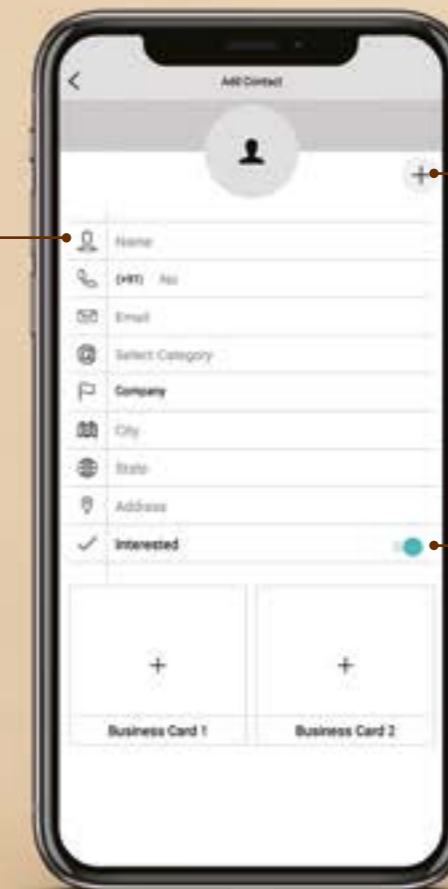 Add Contact
Name
(+91) No
Email
Select Category
Company
City
State
Address
Interested
Business Card 1
Business Card 2